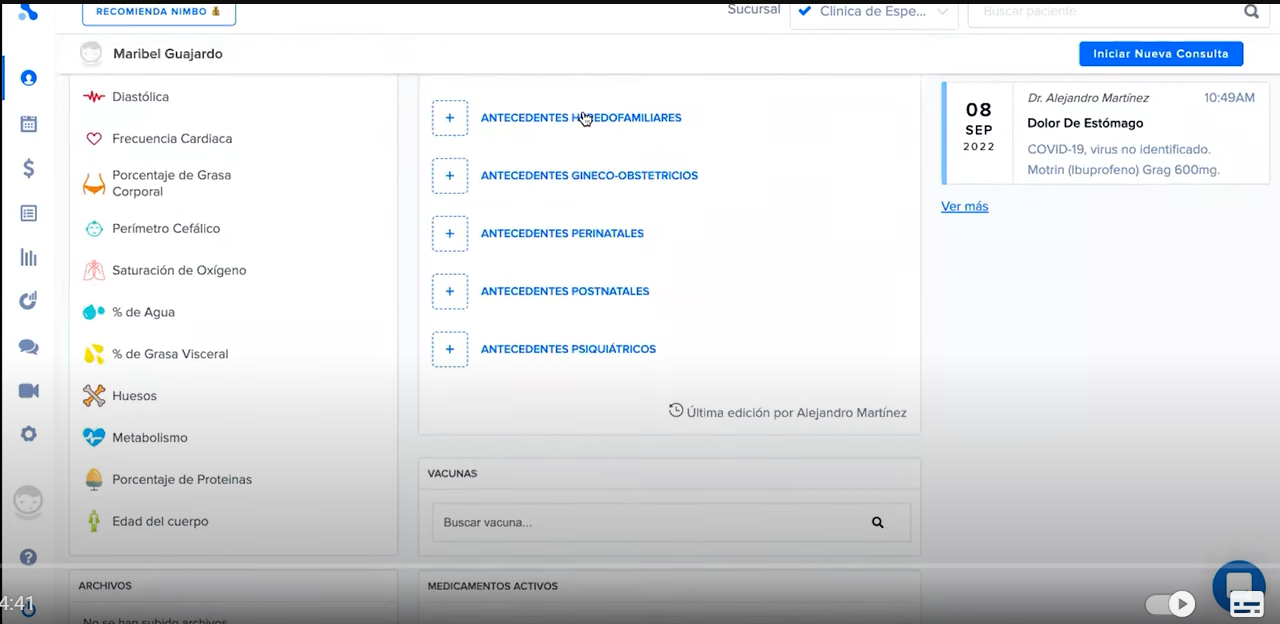 RECOMIENDA NIMBO
Sucursal
Clínica de Espe...
Buscar paciente
Maribel Guajardo
Iniciar Nueva Consulta
Diastólica
Frecuencia Cardiaca
Porcentaje de Grasa
Corporal
Perímetro Cefálico
Saturación de Oxígeno
% de Agua
% de Grasa Visceral
Huesos
Metabolismo
Porcentaje de Proteinas
Edad del cuerpo
ARCHIVOS
No se han subido archivos
ANTECEDENTES HEREDOFAMILIARES
ANTECEDENTES GINECO-OBSTETRICIOS
ANTECEDENTES PERINATALES
ANTECEDENTES POSTNATALES
ANTECEDENTES PSIQUIÁTRICOS
Última edición por Alejandro Martínez
VACUNAS
Buscar vacuna...
MEDICAMENTOS ACTIVOS
08
SEP
2022
Dr. Alejandro Martínez
10:49AM
Dolor De Estómago
COVID-19, virus no identificado.
Motrin (Ibuprofeno) Grag 600mg.
Ver más
4:41